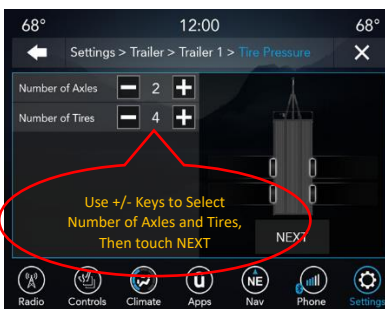 68° 12:00 68°
Settings > Trailer > Trailer 1 > Tire Pressure X
Number of Axles − 2 +
Number of Tires − 4 +
Use +/- Keys to Select
Number of Axles and Tires,
Then touch NEXT
NEXT
U NE
Radio Controls Climate Apps Nav Phone Settings